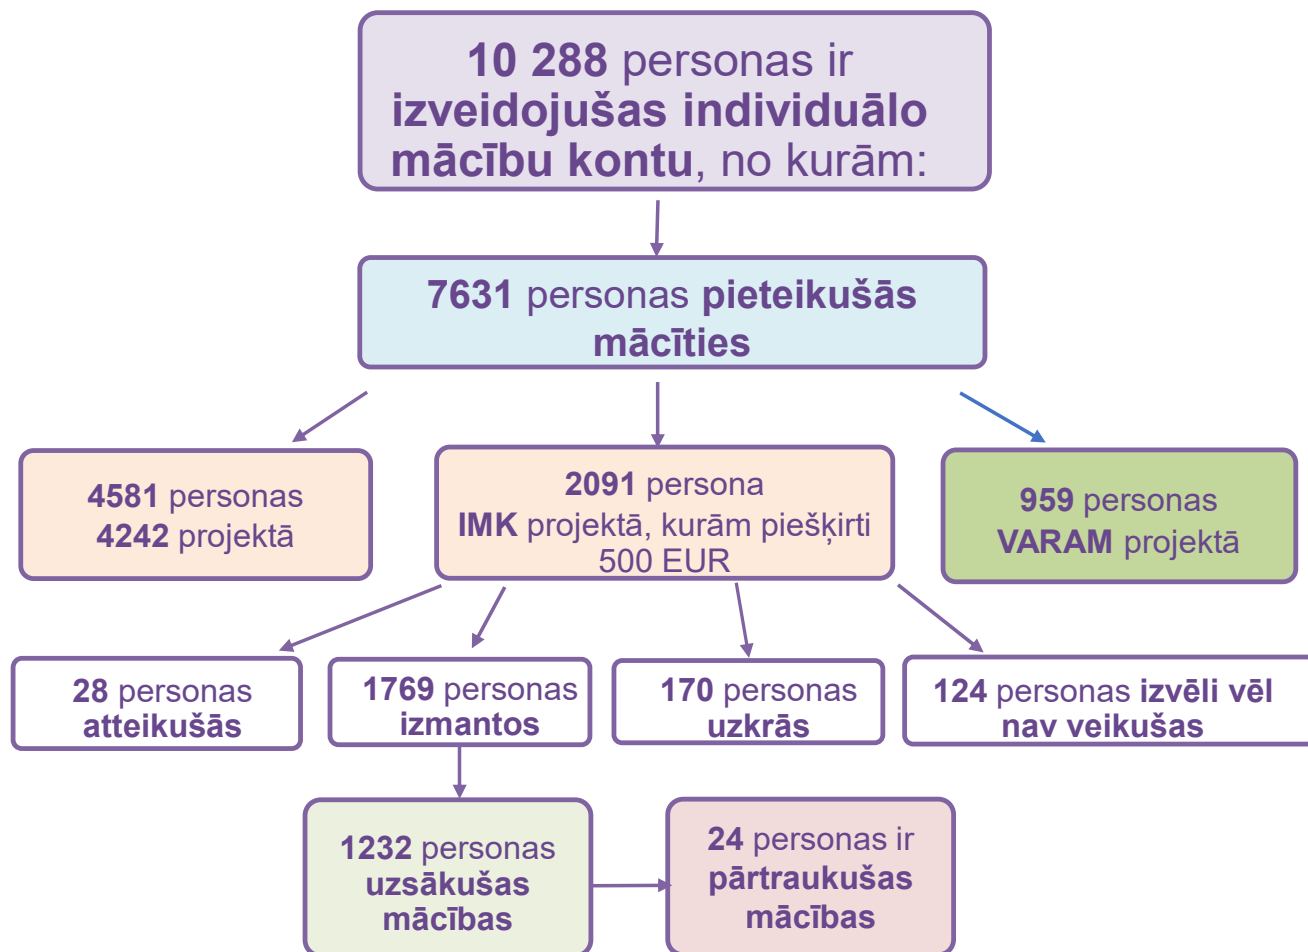 10 288 personas ir
izveidojušas individuālo
mācību kontu, no kurām:
7631 personas pieteikušās
mācīties
4581 personas
4242 projektā
2091 persona
IMK projektā, kurām piešķirti
500 EUR
959 personas
VARAM projektā
28 personas
atteikušās
1769 personas
izmantos
170 personas
uzkrās
124 personas izvēli vēl
nav veikušas
1232 personas
uzsākušas
mācības
24 personas ir
pārtraukušas
mācības